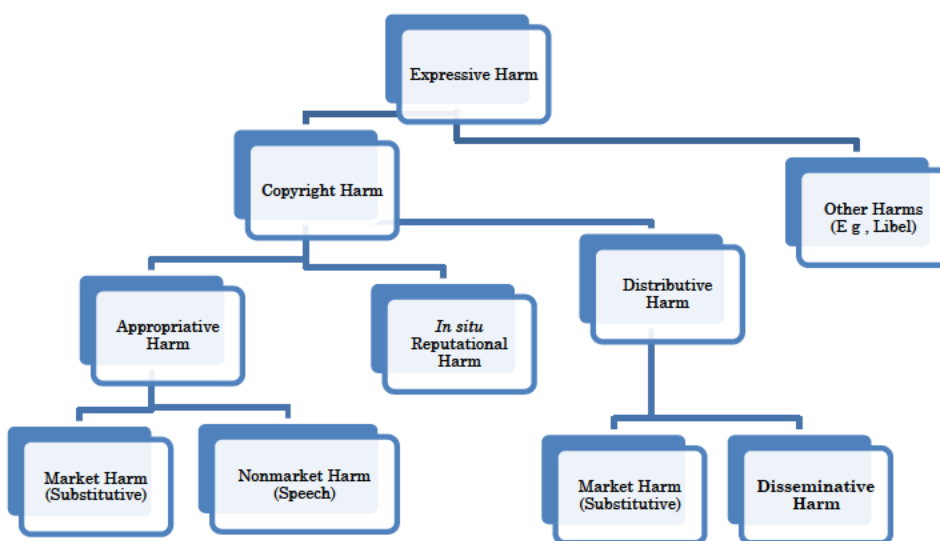 Expressive Harm
Copyright Harm
Other Harms
(E g , Libel)
Appropriative
Harm
In situ
Reputational
Harm
Distributive
Harm
Market Harm
(Substitutive)
Nonmarket Harm
(Speech)
Market Harm
(Substitutive)
Disseminative
Harm